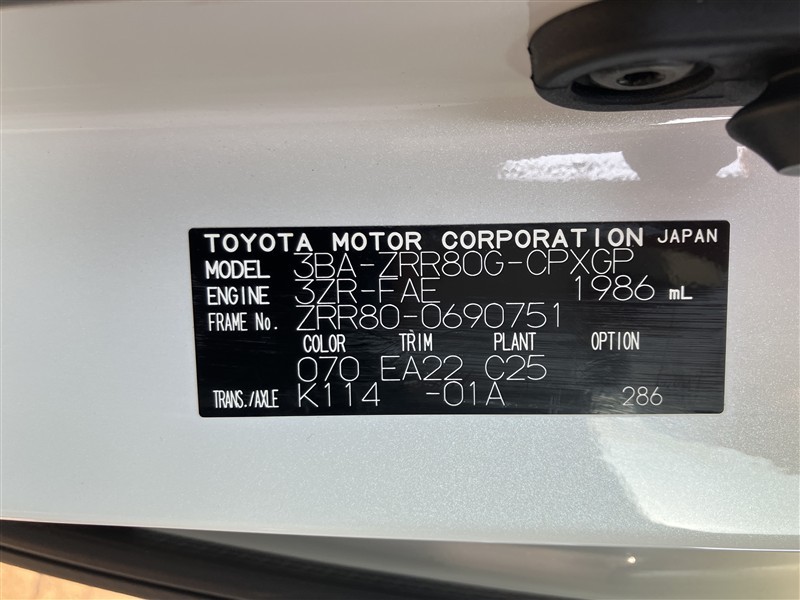 TOYOTA MOTOR CORPORATION JAPAN
MODEL 3BA-ZRR80G-CPXGP
ENGINE 3ZR-FAE 1986 mL
FRAME No. ZRR80-0690751
COLOR TRIM PLANT OPTION
070 EA22 C25
TRANS./AXLE K114 -01A 286